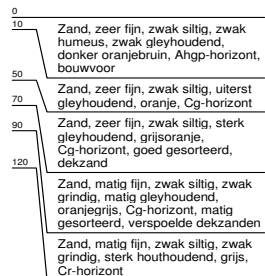 0
10
Zand, zeer fijn, zwak siltig, zwak
humeus, zwak gleyhoudend,
donker oranjebruin, Ahgp-horizont,
bouwvoor
50
Zand, zeer fijn, zwak siltig, uiterst
gleyhoudend, oranje, Cg-horizont
70
Zand, zeer fijn, zwak siltig, sterk
gleyhoudend, grijsoranje,
Cg-horizont, goed gesorteerd,
dekzand
90
Zand, matig fijn, zwak siltig, zwak
grindig, matig gleyhoudend,
oranjegrijs, Cg-horizont, matig
gesorteerd, verspoelde dekzanden
120
Zand, matig fijn, zwak siltig, zwak
grindig, sterk houthoudend, grijs,
Cr-horizont